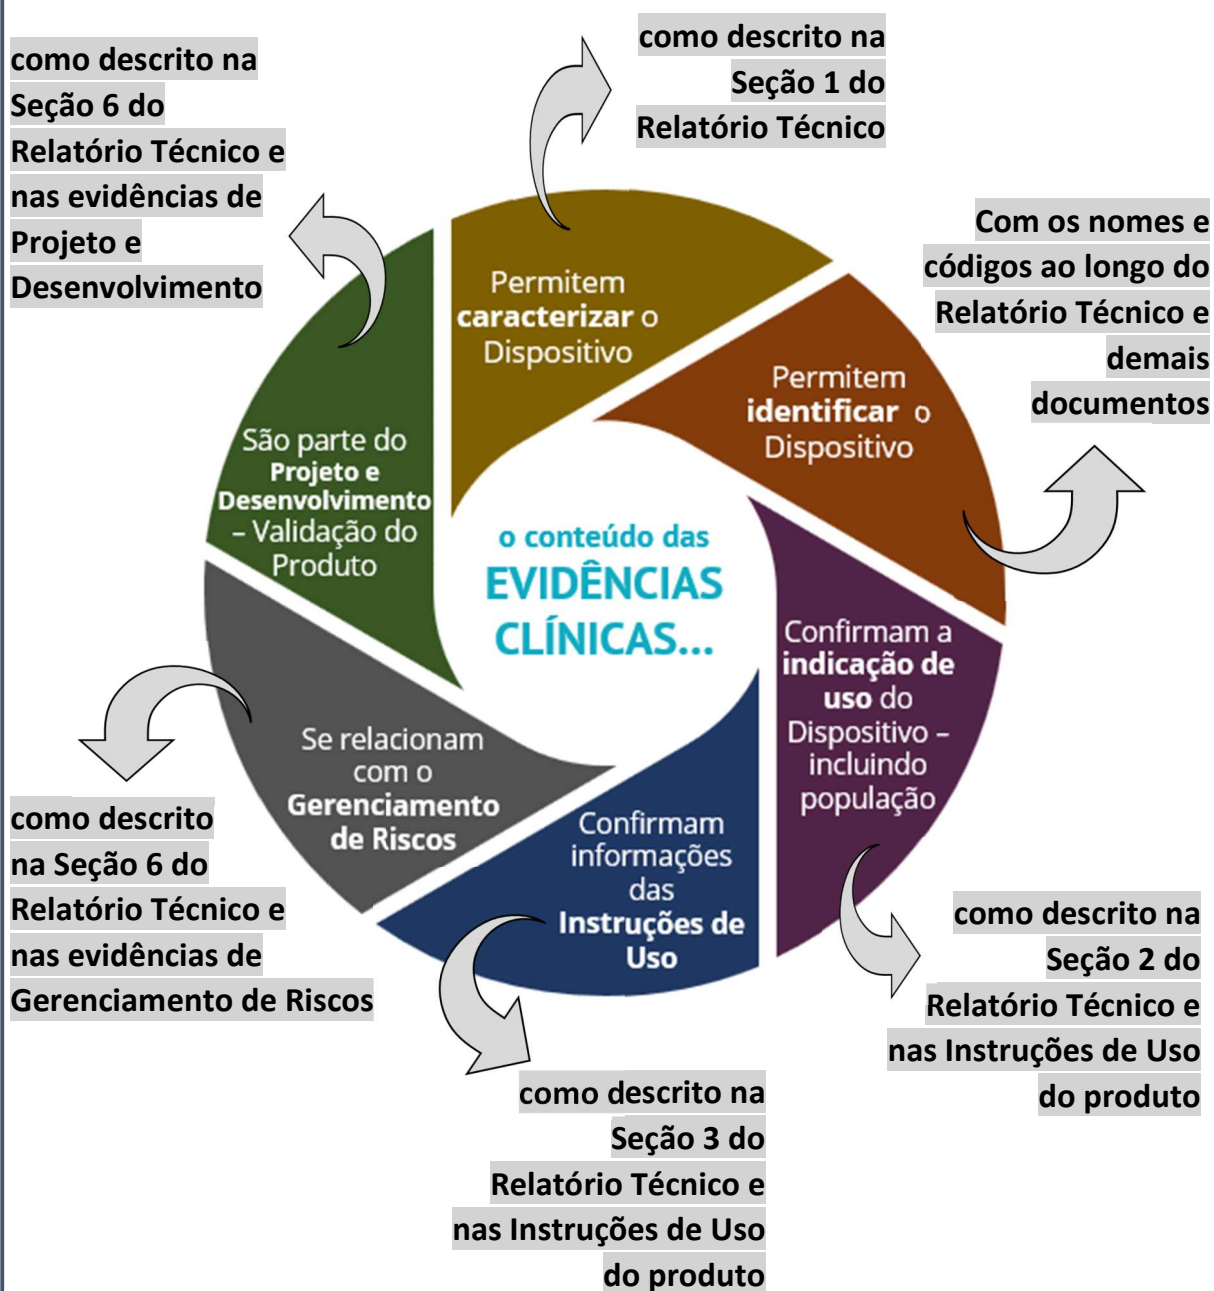 como descrito na
Seção 6 do
Relatório Técnico e
nas evidências de
Projeto e
Desenvolvimento
como descrito na
Seção 1 do
Relatório Técnico
Com os nomes e
códigos ao longo do
Relatório Técnico e
demais
documentos
Permitem
caracterizar o
Dispositivo
Permitem
identificar o
Dispositivo
São parte do
Projeto e
Desenvolvimento
– Validação do
Produto
o conteúdo das
EVIDÊNCIAS
CLÍNICAS...
Confirmam a
indicação de
uso do
Dispositivo –
incluindo
população
Se relacionam
com o
Gerenciamento
de Riscos
Confirmam
informações
das
Instruções de
Uso
como descrito
na Seção 6 do
Relatório Técnico e
nas evidências de
Gerenciamento de Riscos
como descrito na
Seção 2 do
Relatório Técnico e
nas Instruções de Uso
do produto
como descrito na
Seção 3 do
Relatório Técnico e
nas Instruções de Uso
do produto